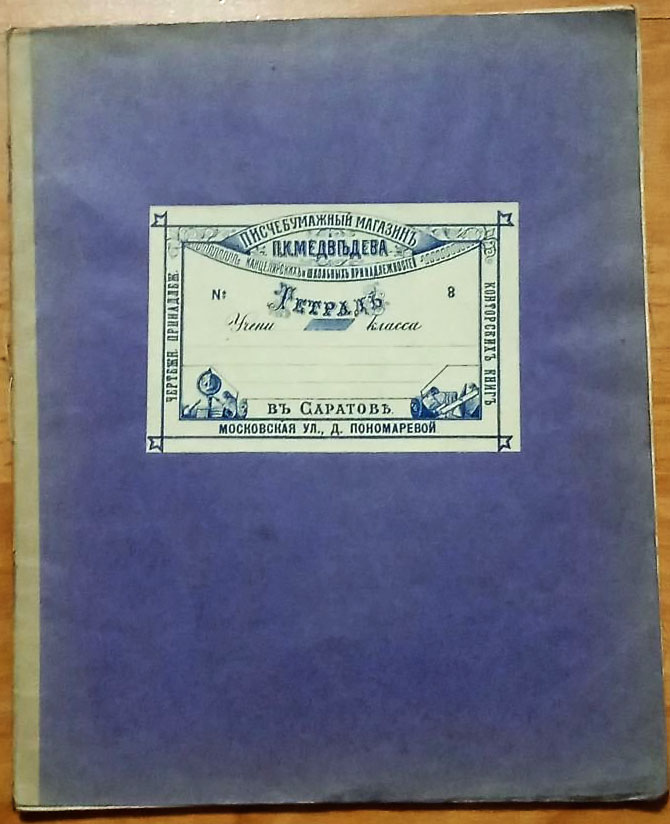 ПИСЧЕБУМАЖНЫЙ МАГАЗИНЪ
П.К.МЕДВѢДЕВА
КАНЦЕЛЯРСКИХЪ и ШКОЛЬНЫХЪ ПРИНАДЛЕЖНОСТЕЙ
ЧЕРТЕЖН. ПРИНАДЛЕЖ.
КОНТОРСКИХЪ КНИГЪ
№ 8
ТЕТРАДЬ
Учени класса
ВЪ САРАТОВѢ.
МОСКОВСКАЯ УЛ., Д. ПОНОМАРЕВОЙ